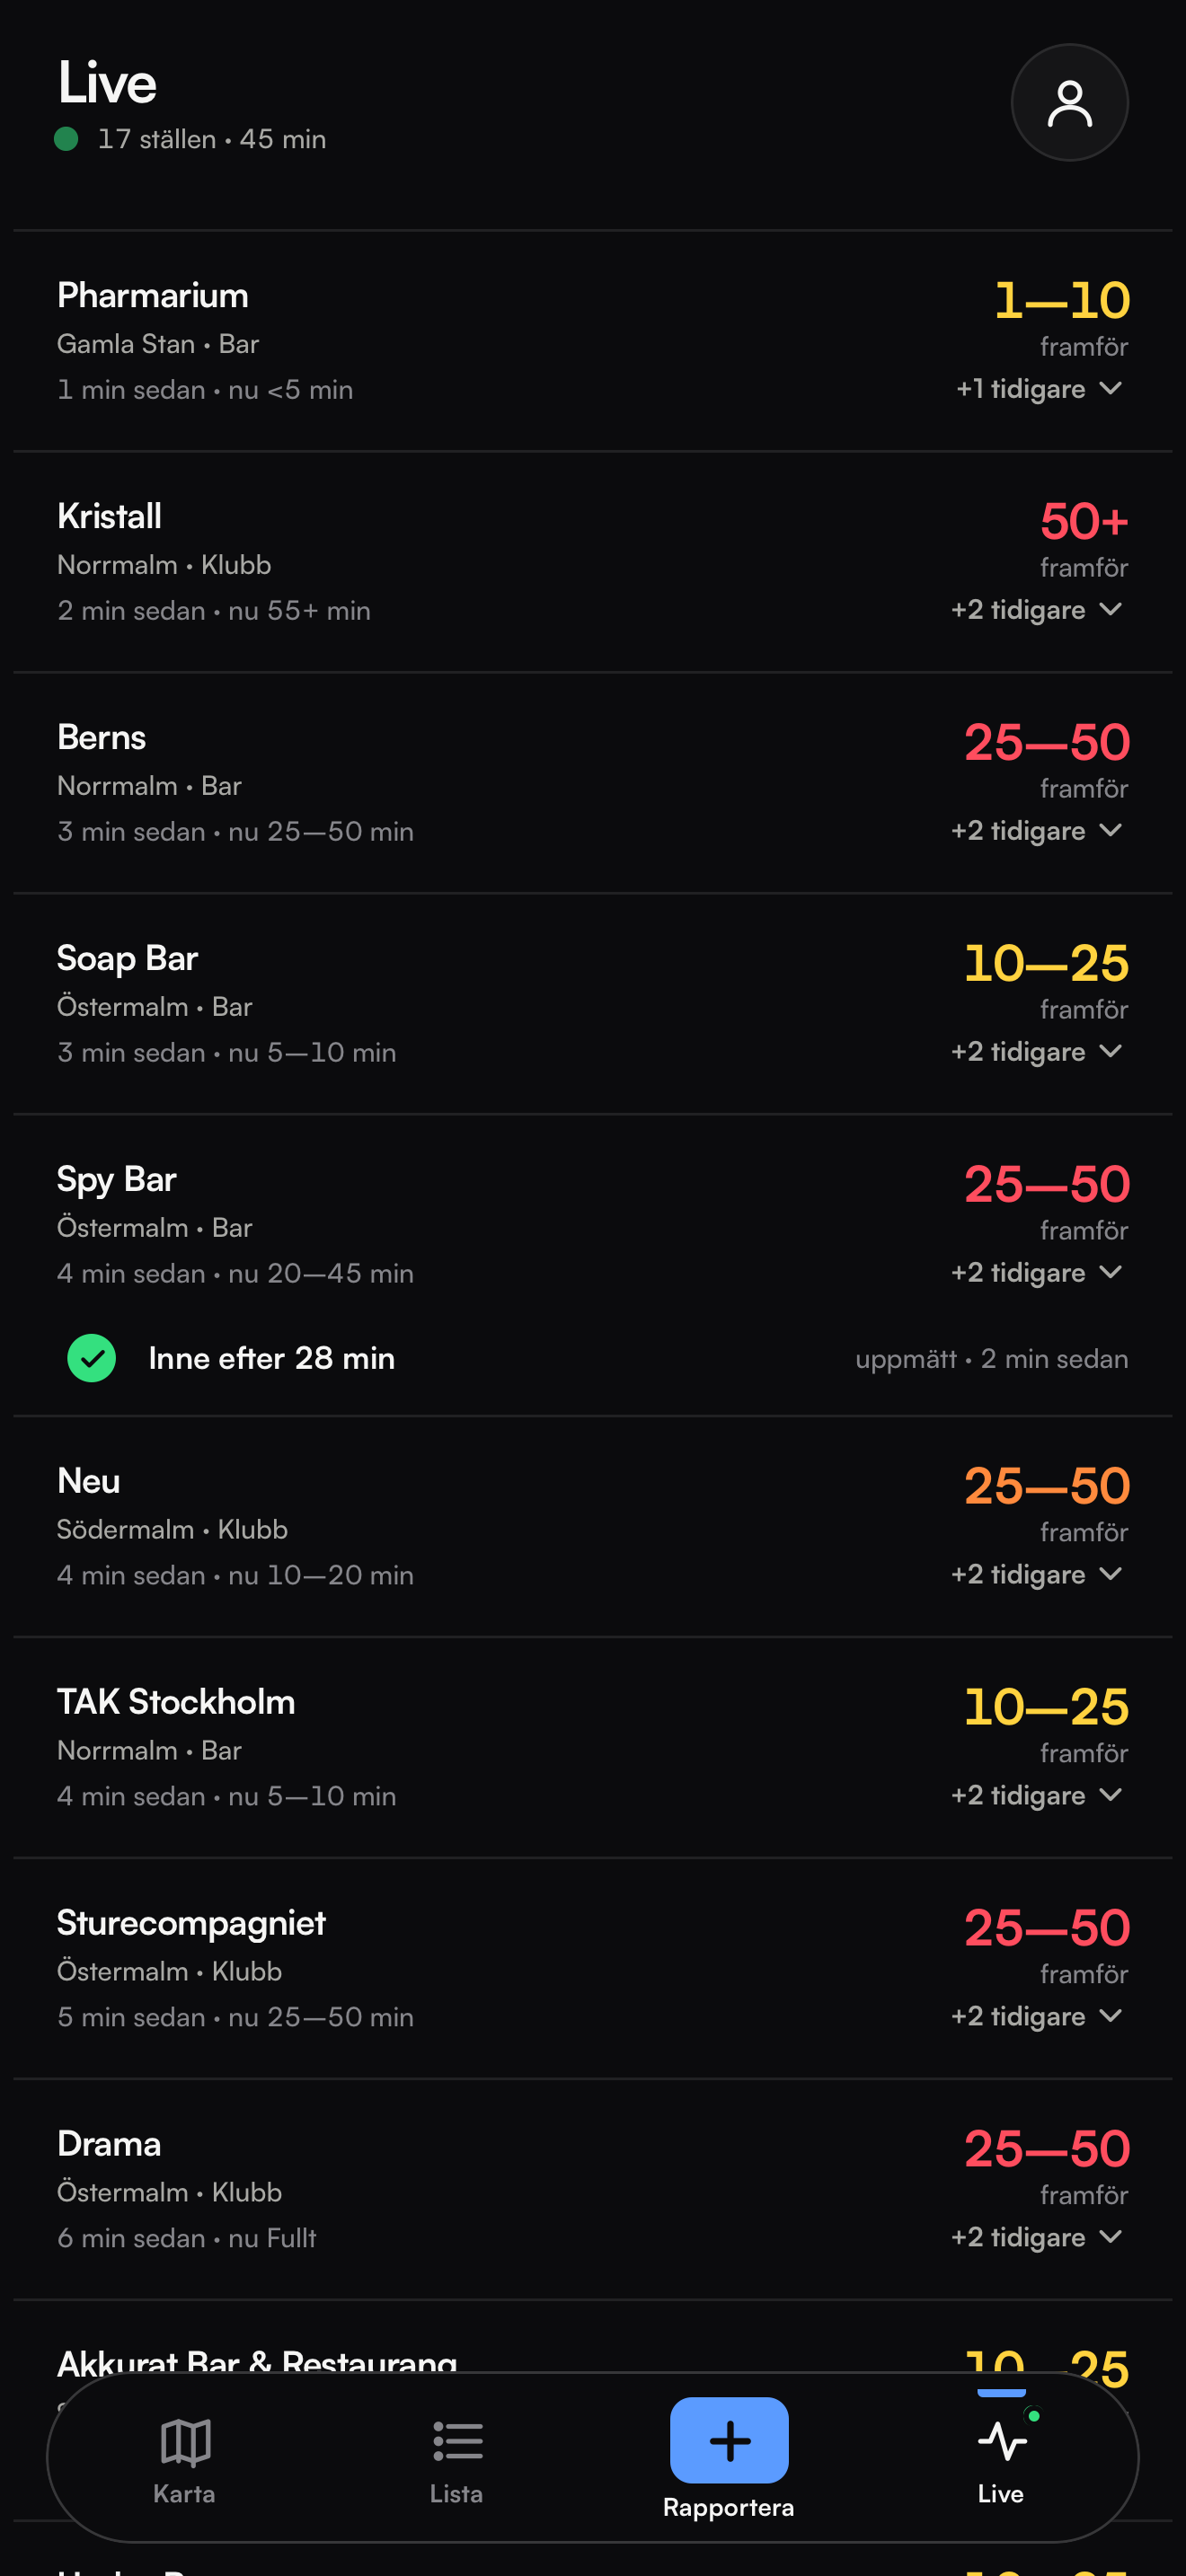 Live
17 ställen · 45 min
Pharmarium
1—10
Gamla Stan · Bar
framför
1 min sedan · nu <5 min
+1 tidigare
Kristall
50+
Norrmalm · Klubb
framför
2 min sedan · nu 55+ min
+2 tidigare
Berns
25—50
Norrmalm · Bar
framför
3 min sedan · nu 25—50 min
+2 tidigare
Soap Bar
10—25
Östermalm · Bar
framför
3 min sedan · nu 5—10 min
+2 tidigare
Spy Bar
25—50
Östermalm · Bar
framför
4 min sedan · nu 20—45 min
+2 tidigare
Inne efter 28 min
uppmätt · 2 min sedan
Neu
25—50
Södermalm · Klubb
framför
4 min sedan · nu 10—20 min
+2 tidigare
TAK Stockholm
10—25
Norrmalm · Bar
framför
4 min sedan · nu 5—10 min
+2 tidigare
Sturecompagniet
25—50
Östermalm · Klubb
framför
5 min sedan · nu 25—50 min
+2 tidigare
Drama
25—50
Östermalm · Klubb
framför
6 min sedan · nu Fullt
+2 tidigare
Akkurat Bar & Restaurang
10—25
Karta
Lista
Rapportera
Live